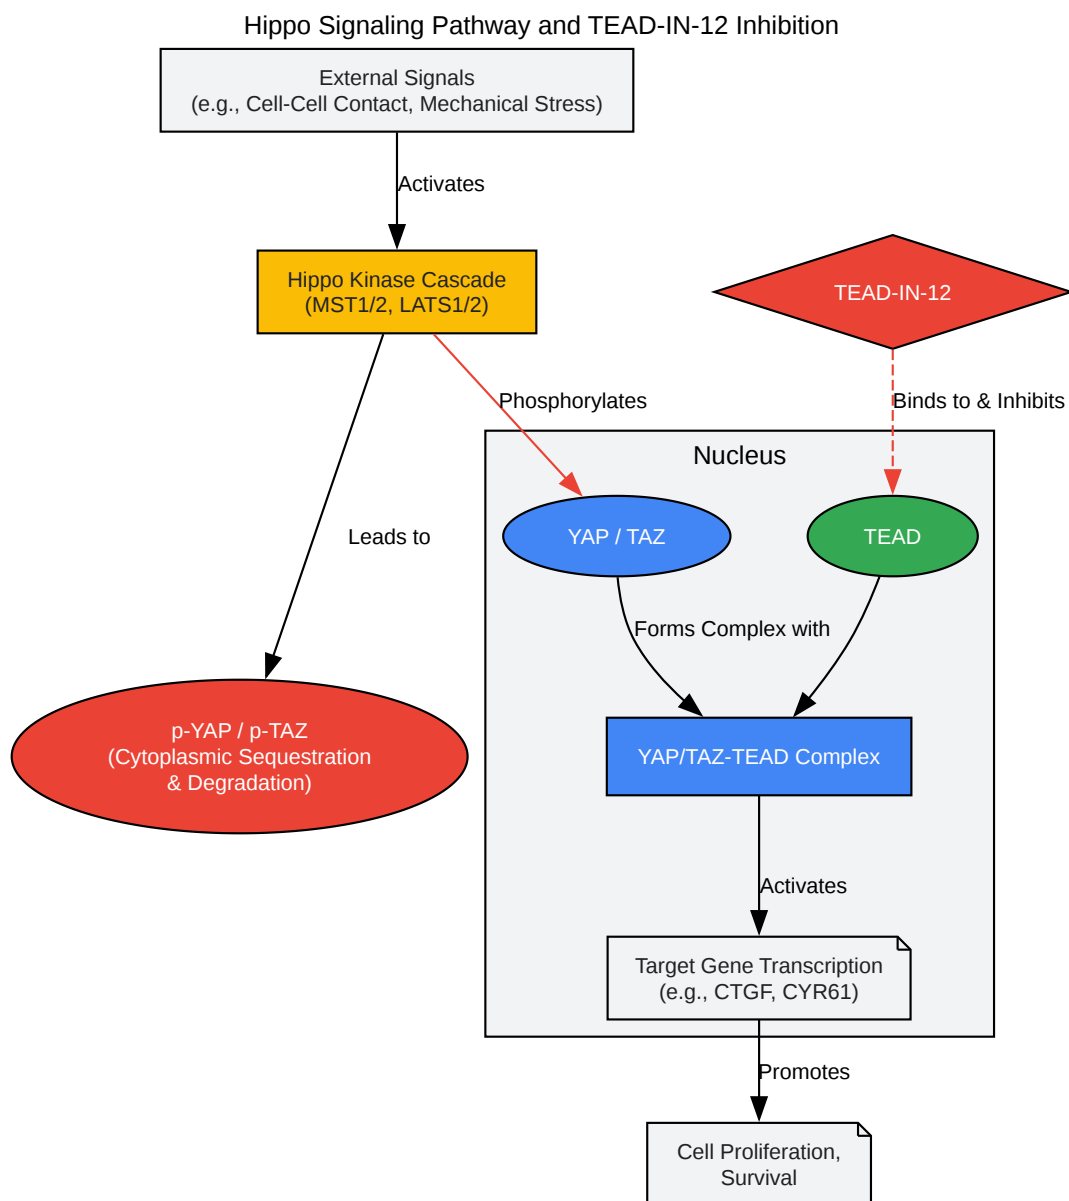 Hippo Signaling Pathway and TEAD-IN-12 Inhibition
External Signals
(e.g., Cell-Cell Contact, Mechanical Stress)
Activates
Hippo Kinase Cascade
(MST1/2, LATS1/2)
TEAD-IN-12
Phosphorylates
Binds to & Inhibits
Nucleus
YAP / TAZ
TEAD
Leads to
Forms Complex with
p-YAP / p-TAZ
(Cytoplasmic Sequestration
& Degradation)
YAP/TAZ-TEAD Complex
Activates
Target Gene Transcription
(e.g., CTGF, CYR61)
Promotes
Cell Proliferation,
Survival